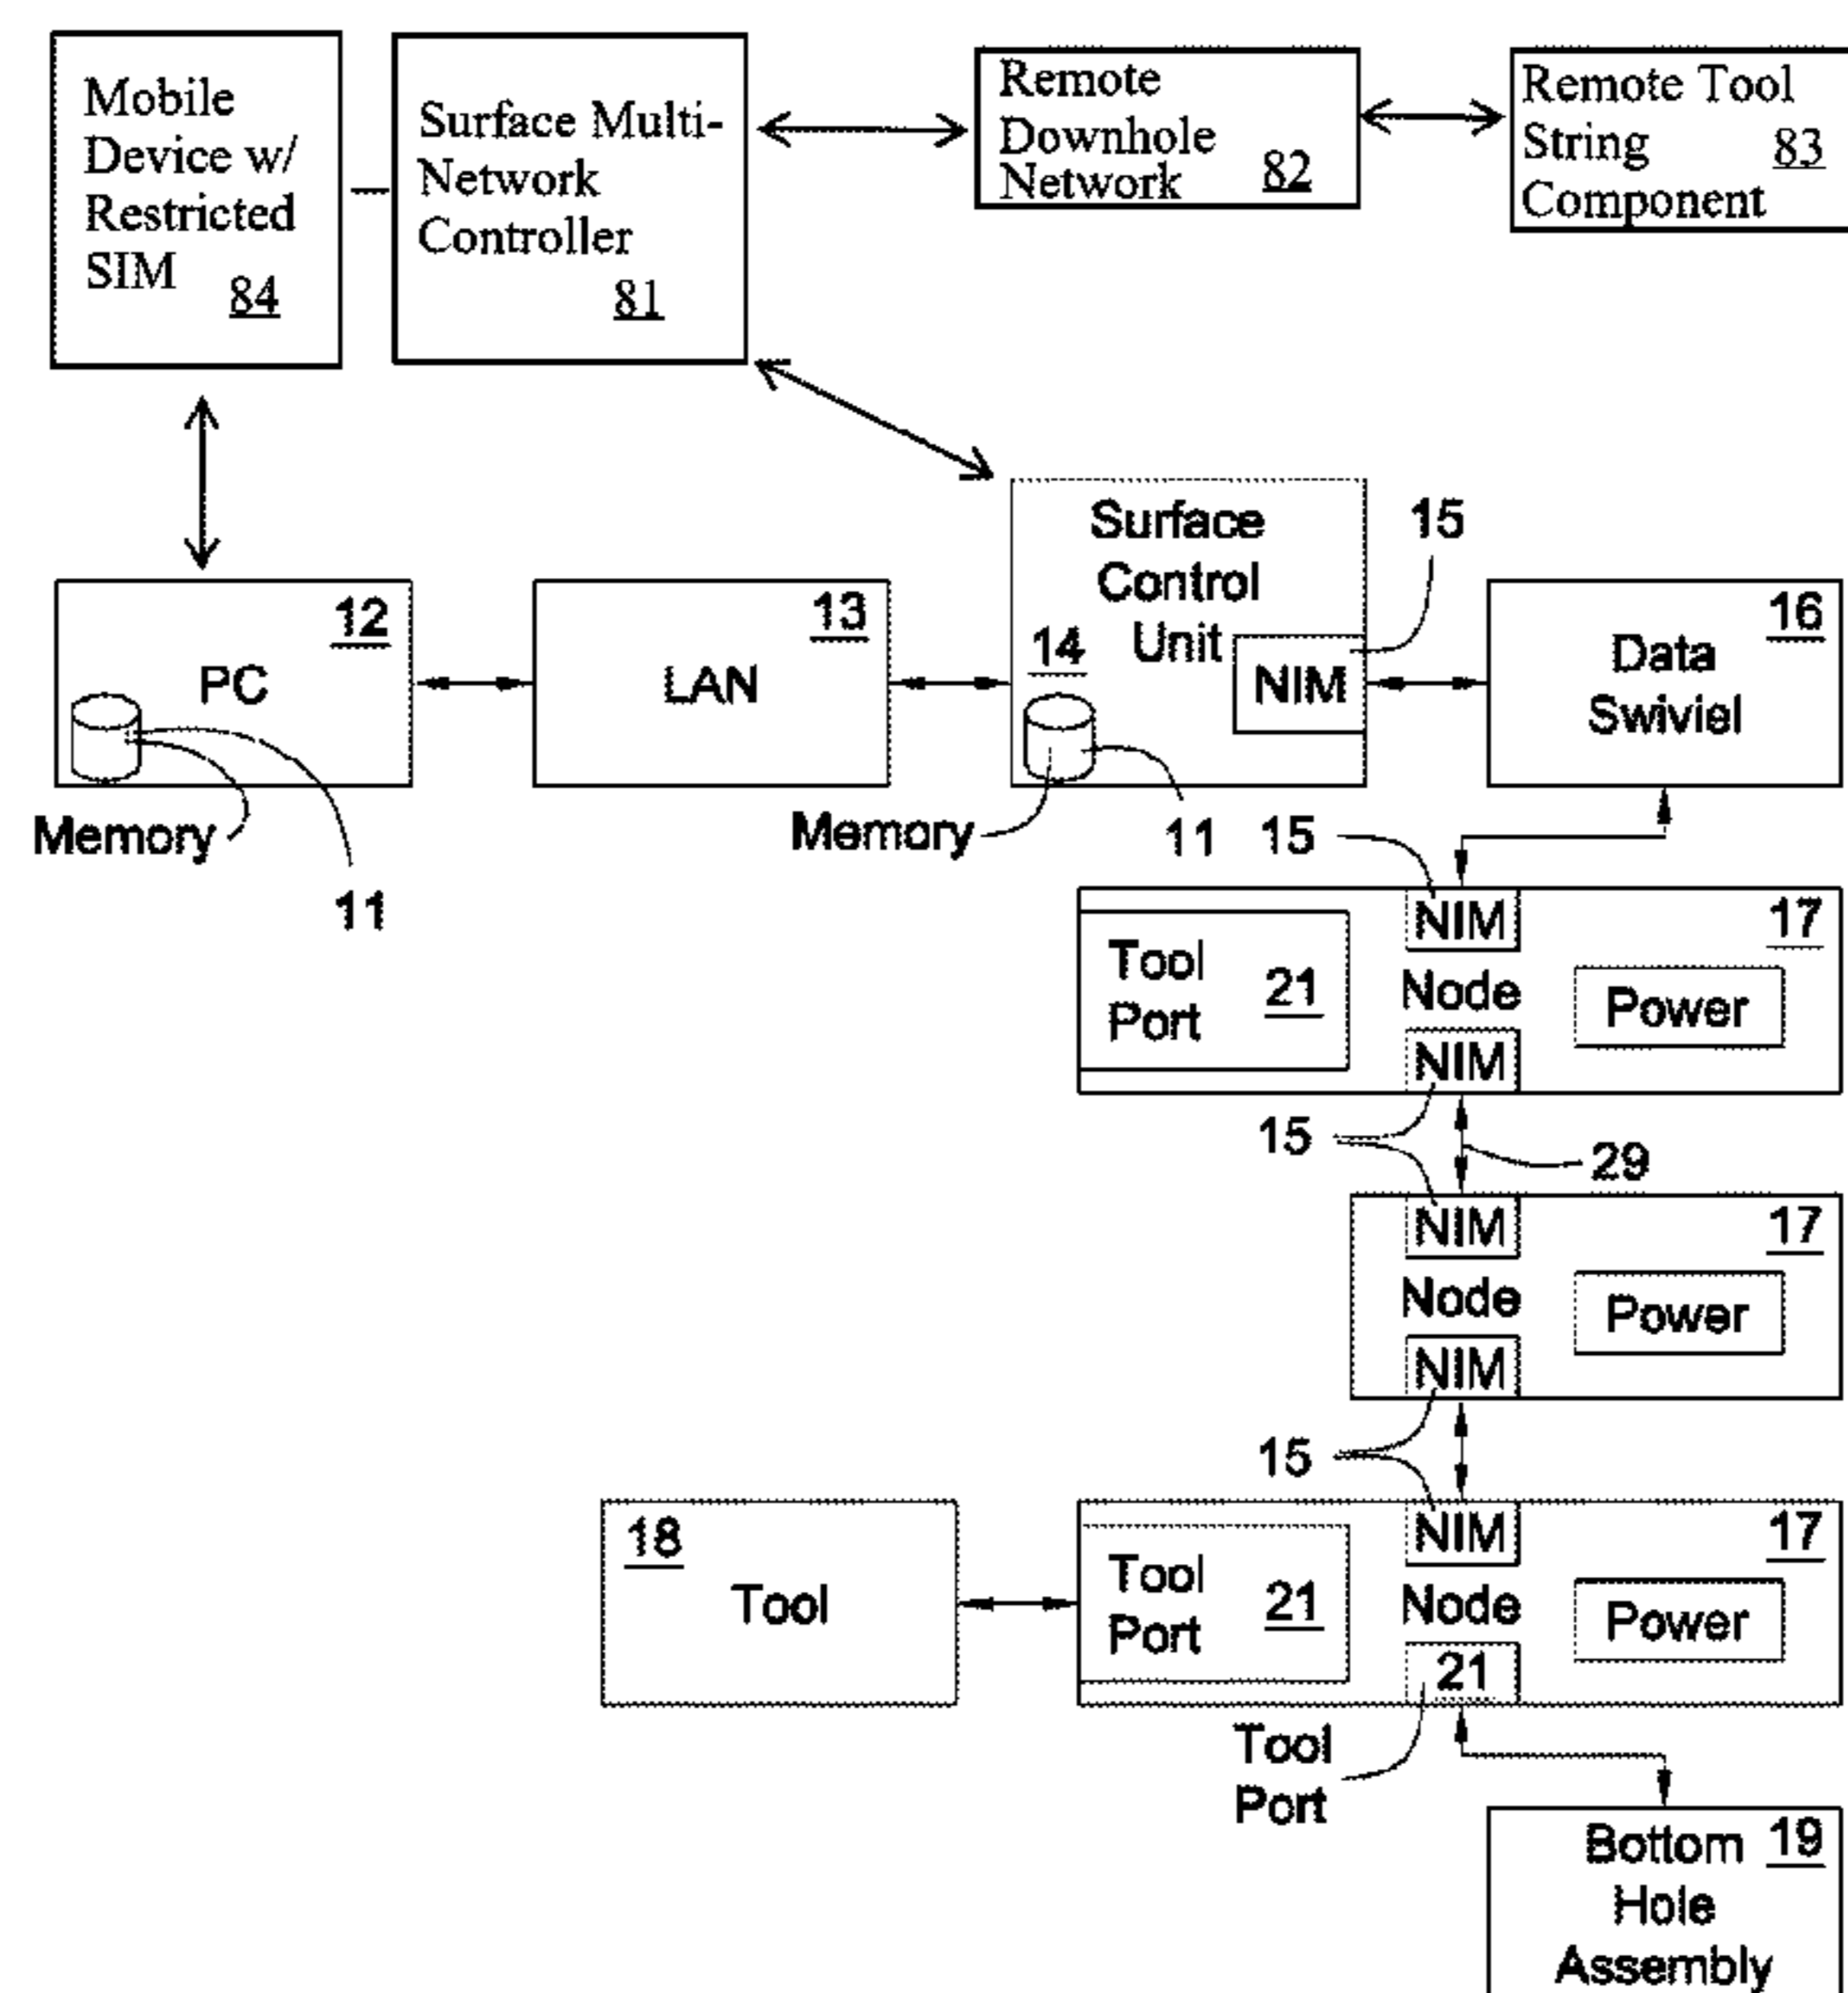 Mobile
Device w/
Restricted
SIM
84
Surface Multi-
Network
Controller
81
Remote
Downhole
Network 82
Remote Tool
String 83
Component
12
PC
Memory
11
13
LAN
Surface
Control
Unit
14
NIM
15
Memory
11
16
Data
Swiviel
15
NIM
17
Tool
Port
21
Node
Power
NIM
15
29
NIM
17
Node
Power
NIM
15
18
Tool
NIM
17
Tool
Port
21
Node
Power
21
Tool
Port
Bottom 19
Hole
Assembly